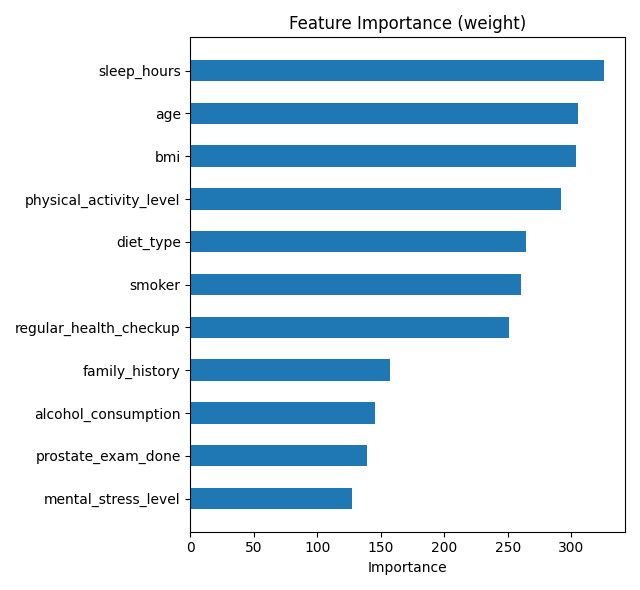 Feature Importance (weight)
sleep_hours
age
bmi
physical_activity_level
diet_type
smoker
regular_health_checkup
family_history
alcohol_consumption
prostate_exam_done
mental_stress_level
0 50 100 150 200 250 300
Importance